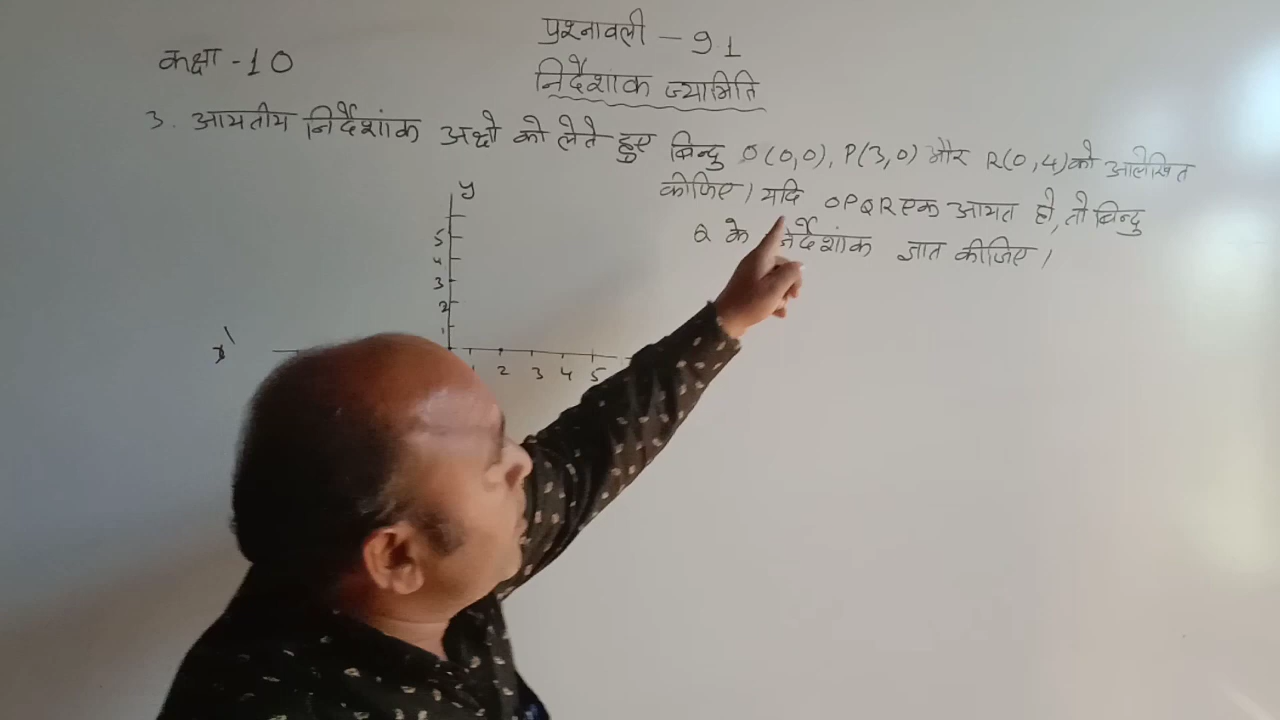 प्रश्नावली - 9.1
कक्षा - 10
निर्देशांक ज्यामिति
3. आयतीय निर्देशांक अक्षो को लेते हुए बिन्दु O(0,0), P(3,0) और R(0,4) को आलेखित
कीजिए। यदि OPQR एक आयत हो, तो बिन्दु
Q के निर्देशांक ज्ञात कीजिए।
y
5
4
3
2
1
x'
2 3 4 5